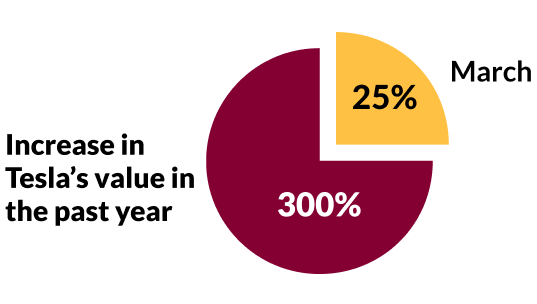 March
25%
Increase in
Tesla's value in
the past year
300%